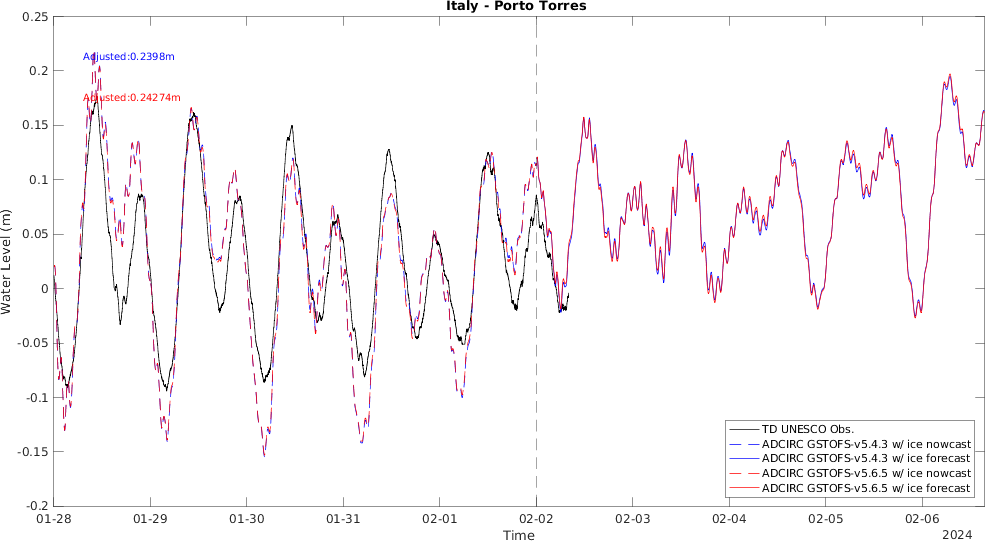 Italy - Porto Torres
0.25
0.2
0.15
0.1
0.05
0
-0.05
-0.1
-0.15
-0.2
Water Level (m)
Adjusted:0.2398m
Adjusted:0.24274m
TD UNESCO Obs.
ADCIRC GSTOFS-v5.4.3 w/ ice nowcast
ADCIRC GSTOFS-v5.4.3 w/ ice forecast
ADCIRC GSTOFS-v5.6.5 w/ ice nowcast
ADCIRC GSTOFS-v5.6.5 w/ ice forecast
01-28 01-29 01-30 01-31 02-01 02-02 02-03 02-04 02-05 02-06
Time
2024